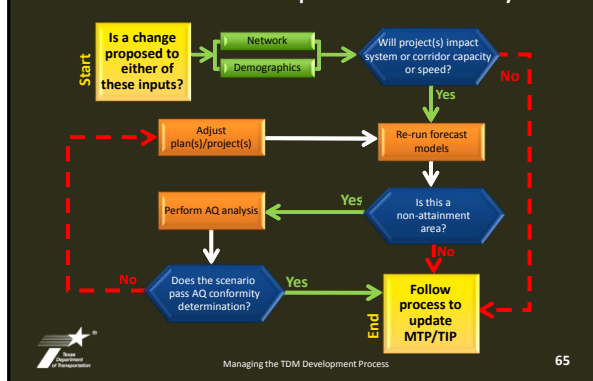 Start
Is a change
proposed to
either of
these inputs?
Network
Demographics
Will project(s) impact
system or corridor capacity
or speed?
No
Yes
Adjust
plan(s)/project(s)
Re-run forecast
models
Perform AQ analysis
Yes
Is this a
non-attainment
area?
No
No
Does the scenario
pass AQ conformity
determination?
Yes
End
Follow
process to
update
MTP/TIP
Texas
Department
of Transportation
Managing the TDM Development Process
65